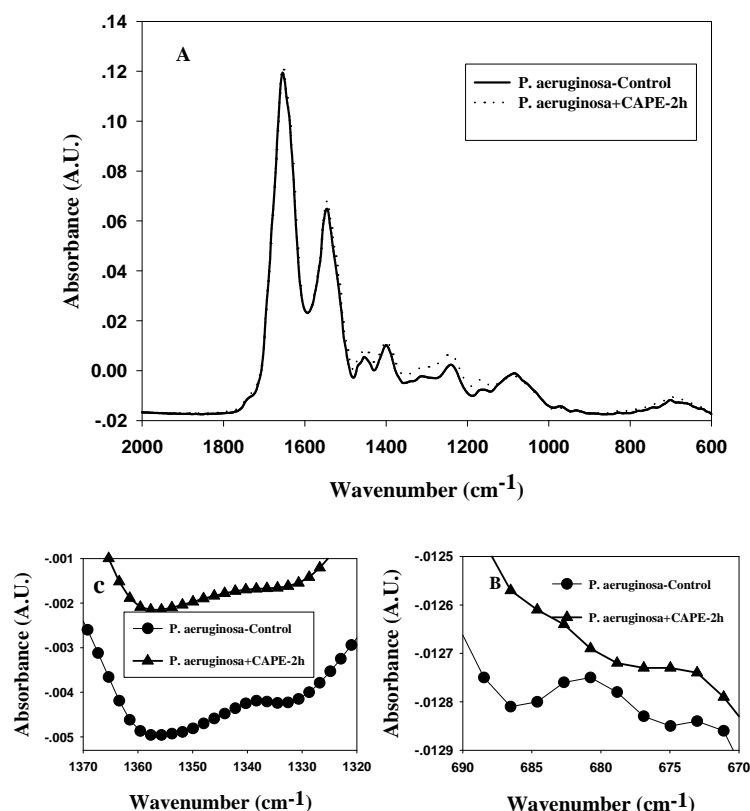 .14
.12
.10
.08
.06
.04
.02
0.00
-.02
A
P. aeruginosa-Control
P. aeruginosa+CAPE-2h
2000 1800 1600 1400 1200 1000 800 600
Wavenumber (cm-1)
Absorbance (A.U.)
-.001
-.002
-.003
-.004
-.005
c
P. aeruginosa-Control
P. aeruginosa+CAPE-2h
1370 1360 1350 1340 1330 1320
Wavenumber (cm-1)
Absorbance (A.U.)
-.0125
-.0126
-.0127
-.0128
-.0129
B
P. aeruginosa-Control
P. aeruginosa+CAPE-2h
690 685 680 675 670
Wavenumber (cm-1)
Absorbance (A.U.)